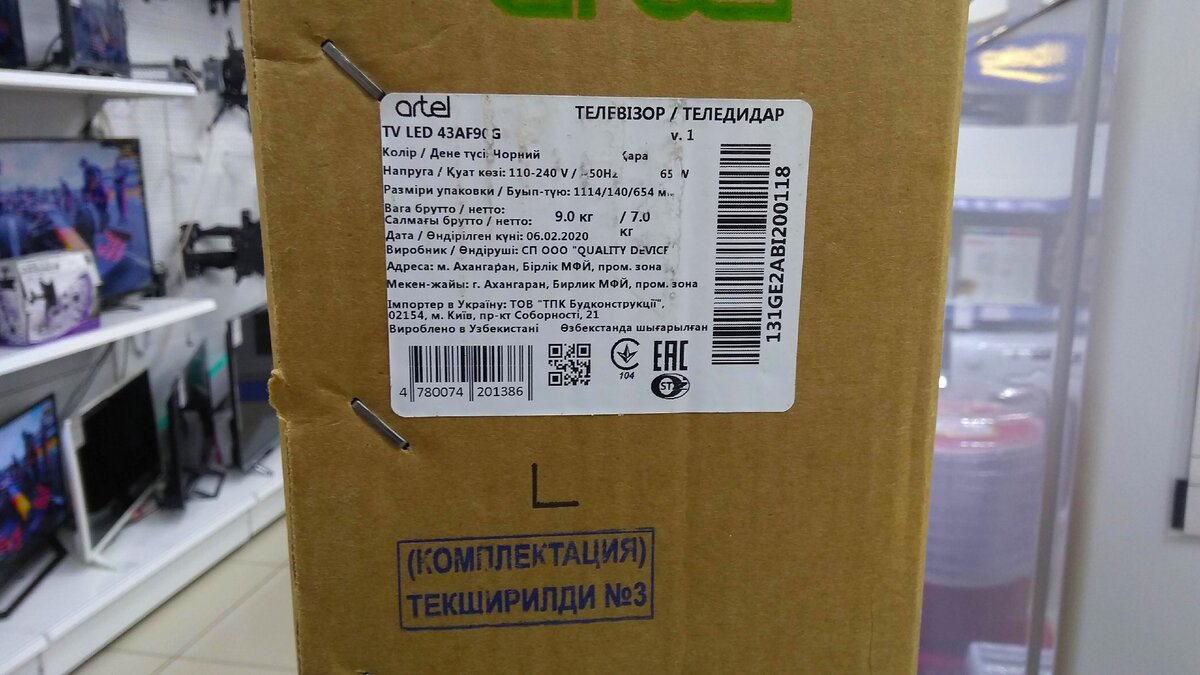 artel
ТЕЛЕВІЗОР / ТЕЛЕДИДАР
TV LED 43AF90G
v. 1
Колір / Дене түсі: Чорний Қара
Напруга / Қуат көзі: 110-240 V / ~50Hz 65 W
Разміри упаковки / Буып-түю: 1114/140/654 м
Вага брутто / нетто:
Салмағы брутто / нетто: 9.0 кг / 7.0 кг
Дата / Өндірілген күні: 06.02.2020
Виробник / Өндіруші: СП ООО "QUALITY DEVICE"
Адреса: м. Ахангаран, Бірлік МФЙ, пром. зона
Мекен-жайы: г. Ахангаран, Бирлик МФЙ, пром. зона
Імпортер в Україну: ТОВ "ТПК Будконструкції",
02154, м. Київ, пр-кт Соборності, 21
Вироблено в Узбекистані Өзбекстанда шығарылған
4 780074 201386
104
EAC
131GE2ABI200118
L
(КОМПЛЕКТАЦИЯ)
ТЕКШИРИЛДИ №3